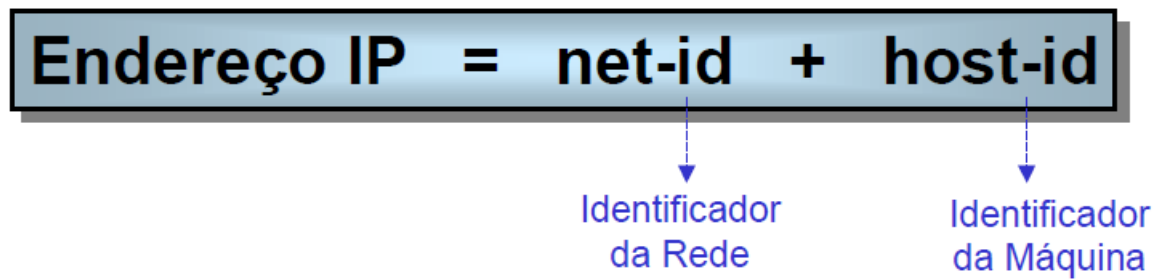 Endereço IP = net-id + host-id
Identificador
da Rede
Identificador
da Máquina